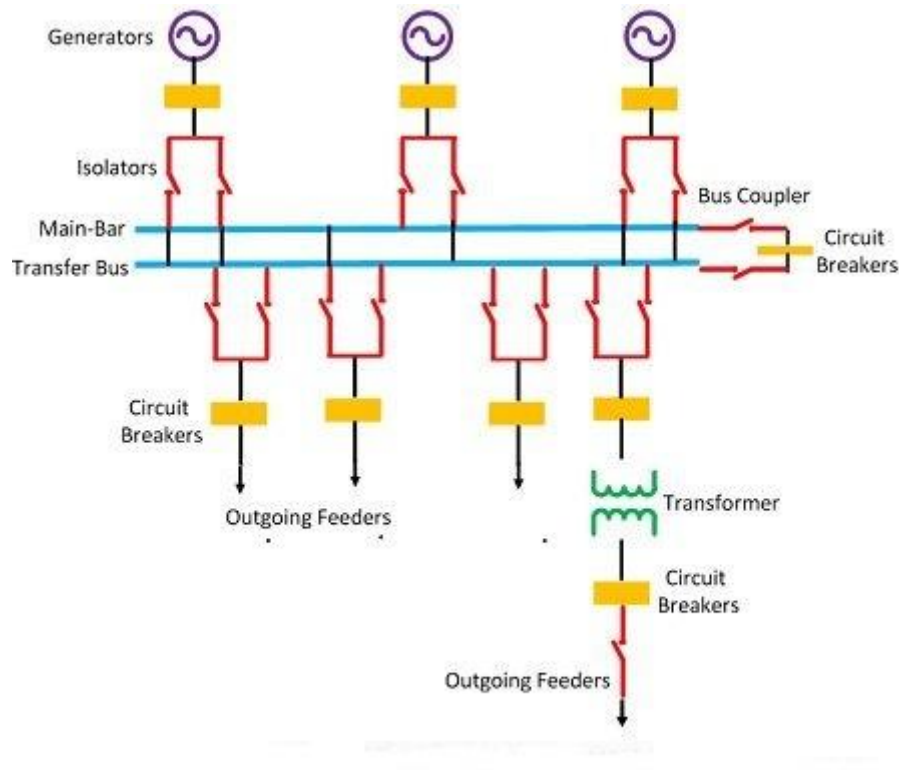 Generators
Isolators
Bus Coupler
Main-Bar
Circuit
Breakers
Transfer Bus
Circuit
Breakers
Outgoing Feeders
Transformer
Circuit
Breakers
Outgoing Feeders